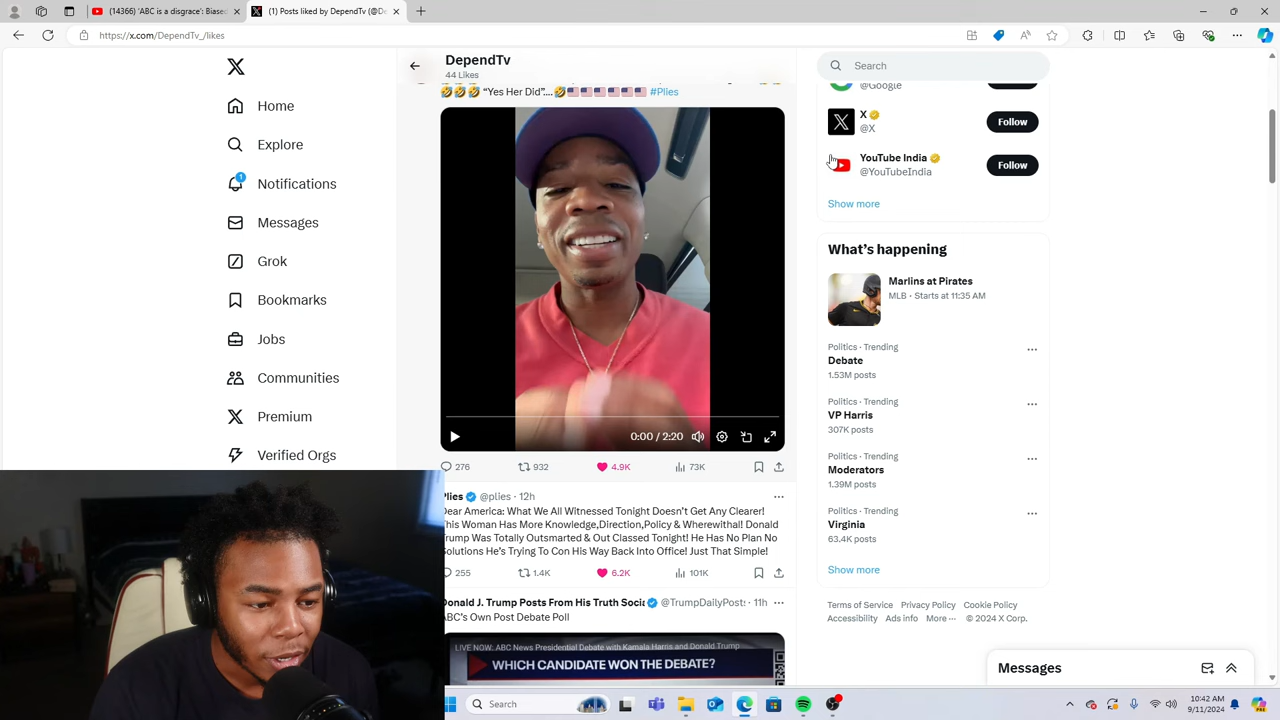 (14366) 'ABC is a disgrace': Biased
(1) Posts liked by DependTv (@De
https://x.com/DependTv_/likes
DependTv
44 Likes
Search
Home
Explore
1
Notifications
Messages
Grok
Bookmarks
Jobs
Communities
Premium
Verified Orgs
🤣🤣🤣 “Yes Her Did”....🤣🇺🇸🇺🇸🇺🇸🇺🇸🇺🇸🇺🇸 #Plies
0:00 / 2:20
276 932 4.9K 73K
Plies @plies · 12h
Dear America: What We All Witnessed Tonight Doesn’t Get Any Clearer!
This Woman Has More Knowledge,Direction,Policy & Wherewithal! Donald
Trump Was Totally Outsmarted & Out Classed Tonight! He Has No Plan No
Solutions He’s Trying To Con His Way Back Into Office! Just That Simple!
255 1.4K 6.2K 101K
Donald J. Trump Posts From His Truth Socia @TrumpDailyPosts · 11h
ABC’s Own Post Debate Poll
LIVE NOW: ABC News Presidential Debate with Kamala Harris and Donald Trump
WHICH CANDIDATE WON THE DEBATE?
@Google
X
@X
Follow
YouTube India
@YouTubeIndia
Follow
Show more
What’s happening
Marlins at Pirates
MLB · Starts at 11:35 AM
Politics · Trending
Debate
1.53M posts
Politics · Trending
VP Harris
307K posts
Politics · Trending
Moderators
1.39M posts
Politics · Trending
Virginia
63.4K posts
Show more
Terms of Service Privacy Policy Cookie Policy
Accessibility Ads info More ··· © 2024 X Corp.
Messages
Search
10:42 AM
9/11/2024